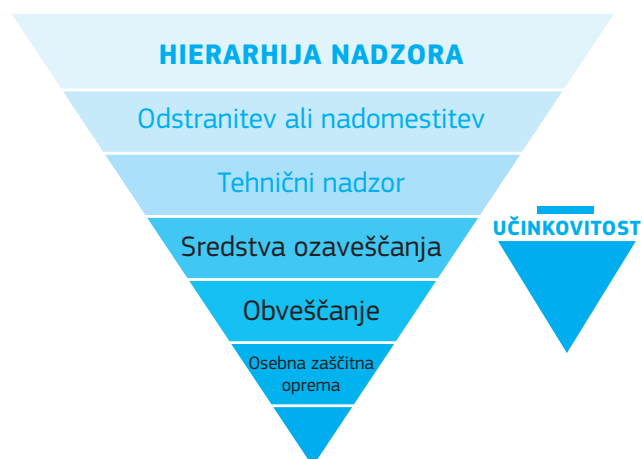 HIERARHIJA NADZORA
Odstranitev ali nadomestitev
Tehnični nadzor
Sredstva ozaveščanja
Obveščanje
Osebna zaščitna
oprema
UČINKOVITOST